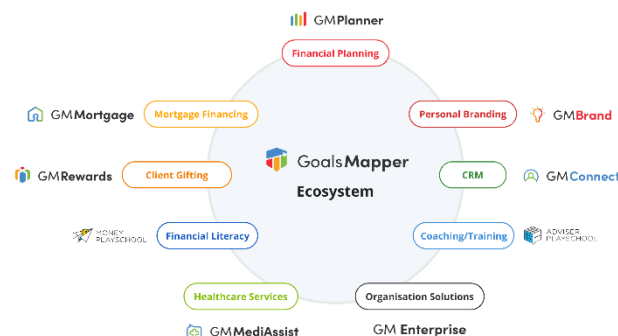 GMPlanner
Financial Planning
GMMortgage
Mortgage Financing
Personal Branding
GMBrand
GoalsMapper
Ecosystem
GMRewards
Client Gifting
CRM
GMConnect
MONEY
PLAYSCHOOL
Financial Literacy
Coaching/Training
ADVISER
PLAYSCHOOL
Healthcare Services
Organisation Solutions
GMMediAssist
GM Enterprise